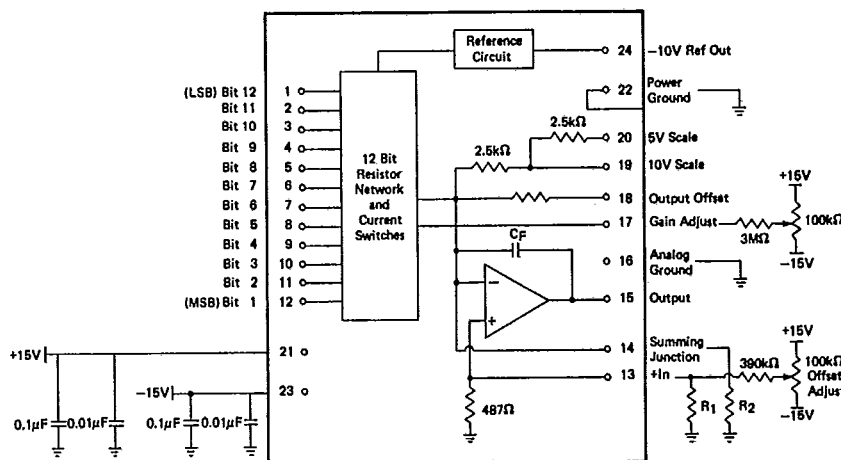 Reference Circuit
24 -10V Ref Out
22 Power Ground
(LSB) Bit 12 1
Bit 11 2
Bit 10 3
Bit 9 4
Bit 8 5
Bit 7 6
Bit 6 7
Bit 5 8
Bit 4 9
Bit 3 10
Bit 2 11
(MSB) Bit 1 12
12 Bit
Resistor
Network
and
Current
Switches
2.5kΩ
20 5V Scale
2.5kΩ
19 10V Scale
18 Output Offset
17 Gain Adjust
3MΩ
+15V
100kΩ
-15V
CF
16 Analog Ground
-
+
15 Output
14 Summing Junction
13 +In
390kΩ
+15V
100kΩ
Offset
Adjust
-15V
R1
R2
487Ω
+15V
21
-15V
23
0.1μF
0.01μF
0.1μF
0.01μF